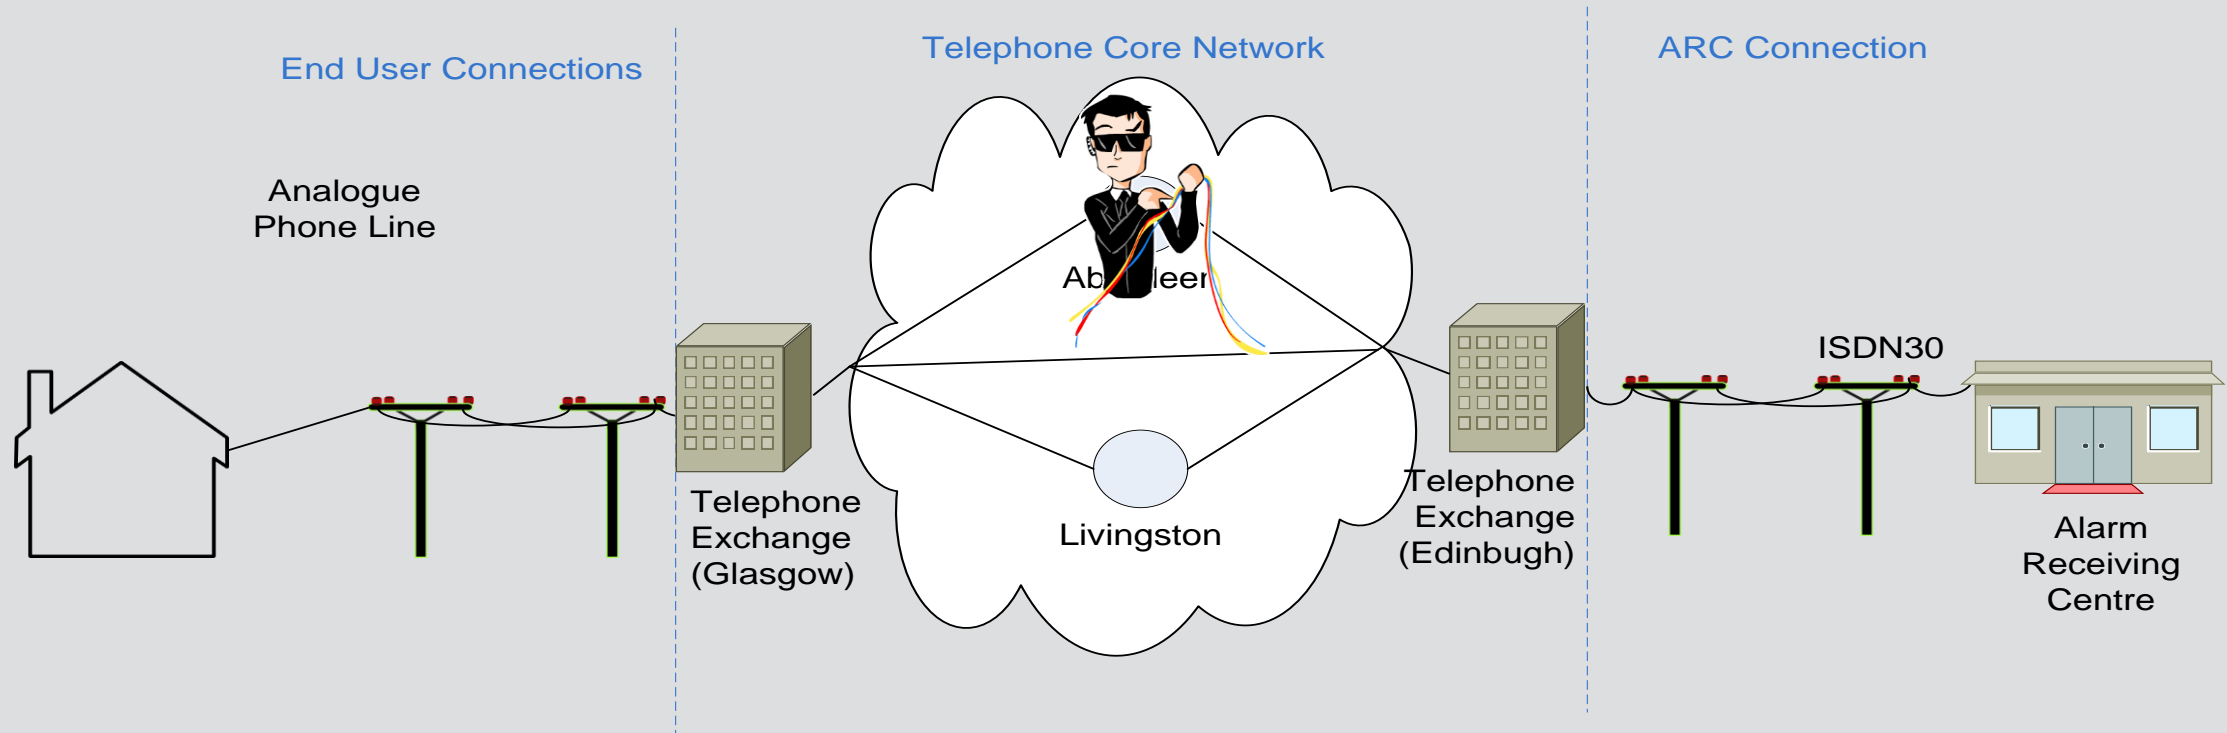 End User Connections
Telephone Core Network
ARC Connection
Analogue
Phone Line
ISDN30
Telephone
Exchange
(Glasgow)
Livingston
Telephone
Exchange
(Edinbugh)
Alarm
Receiving
Centre